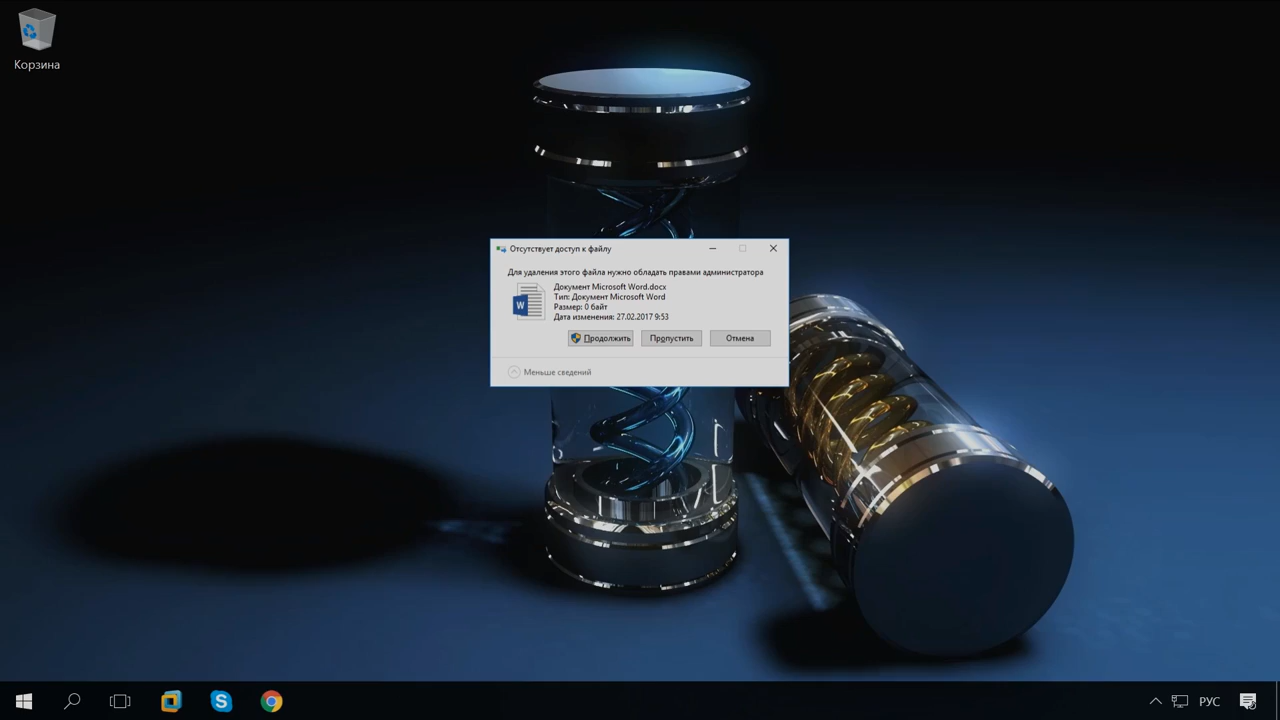 Корзина
Отсутствует доступ к файлу
Для удаления этого файла нужно обладать правами администратора
Документ Microsoft Word.docx
Тип: Документ Microsoft Word
Размер: 0 байт
Дата изменения: 27.02.2017 9:53
Продолжить Пропустить Отмена
Меньше сведений
РУС